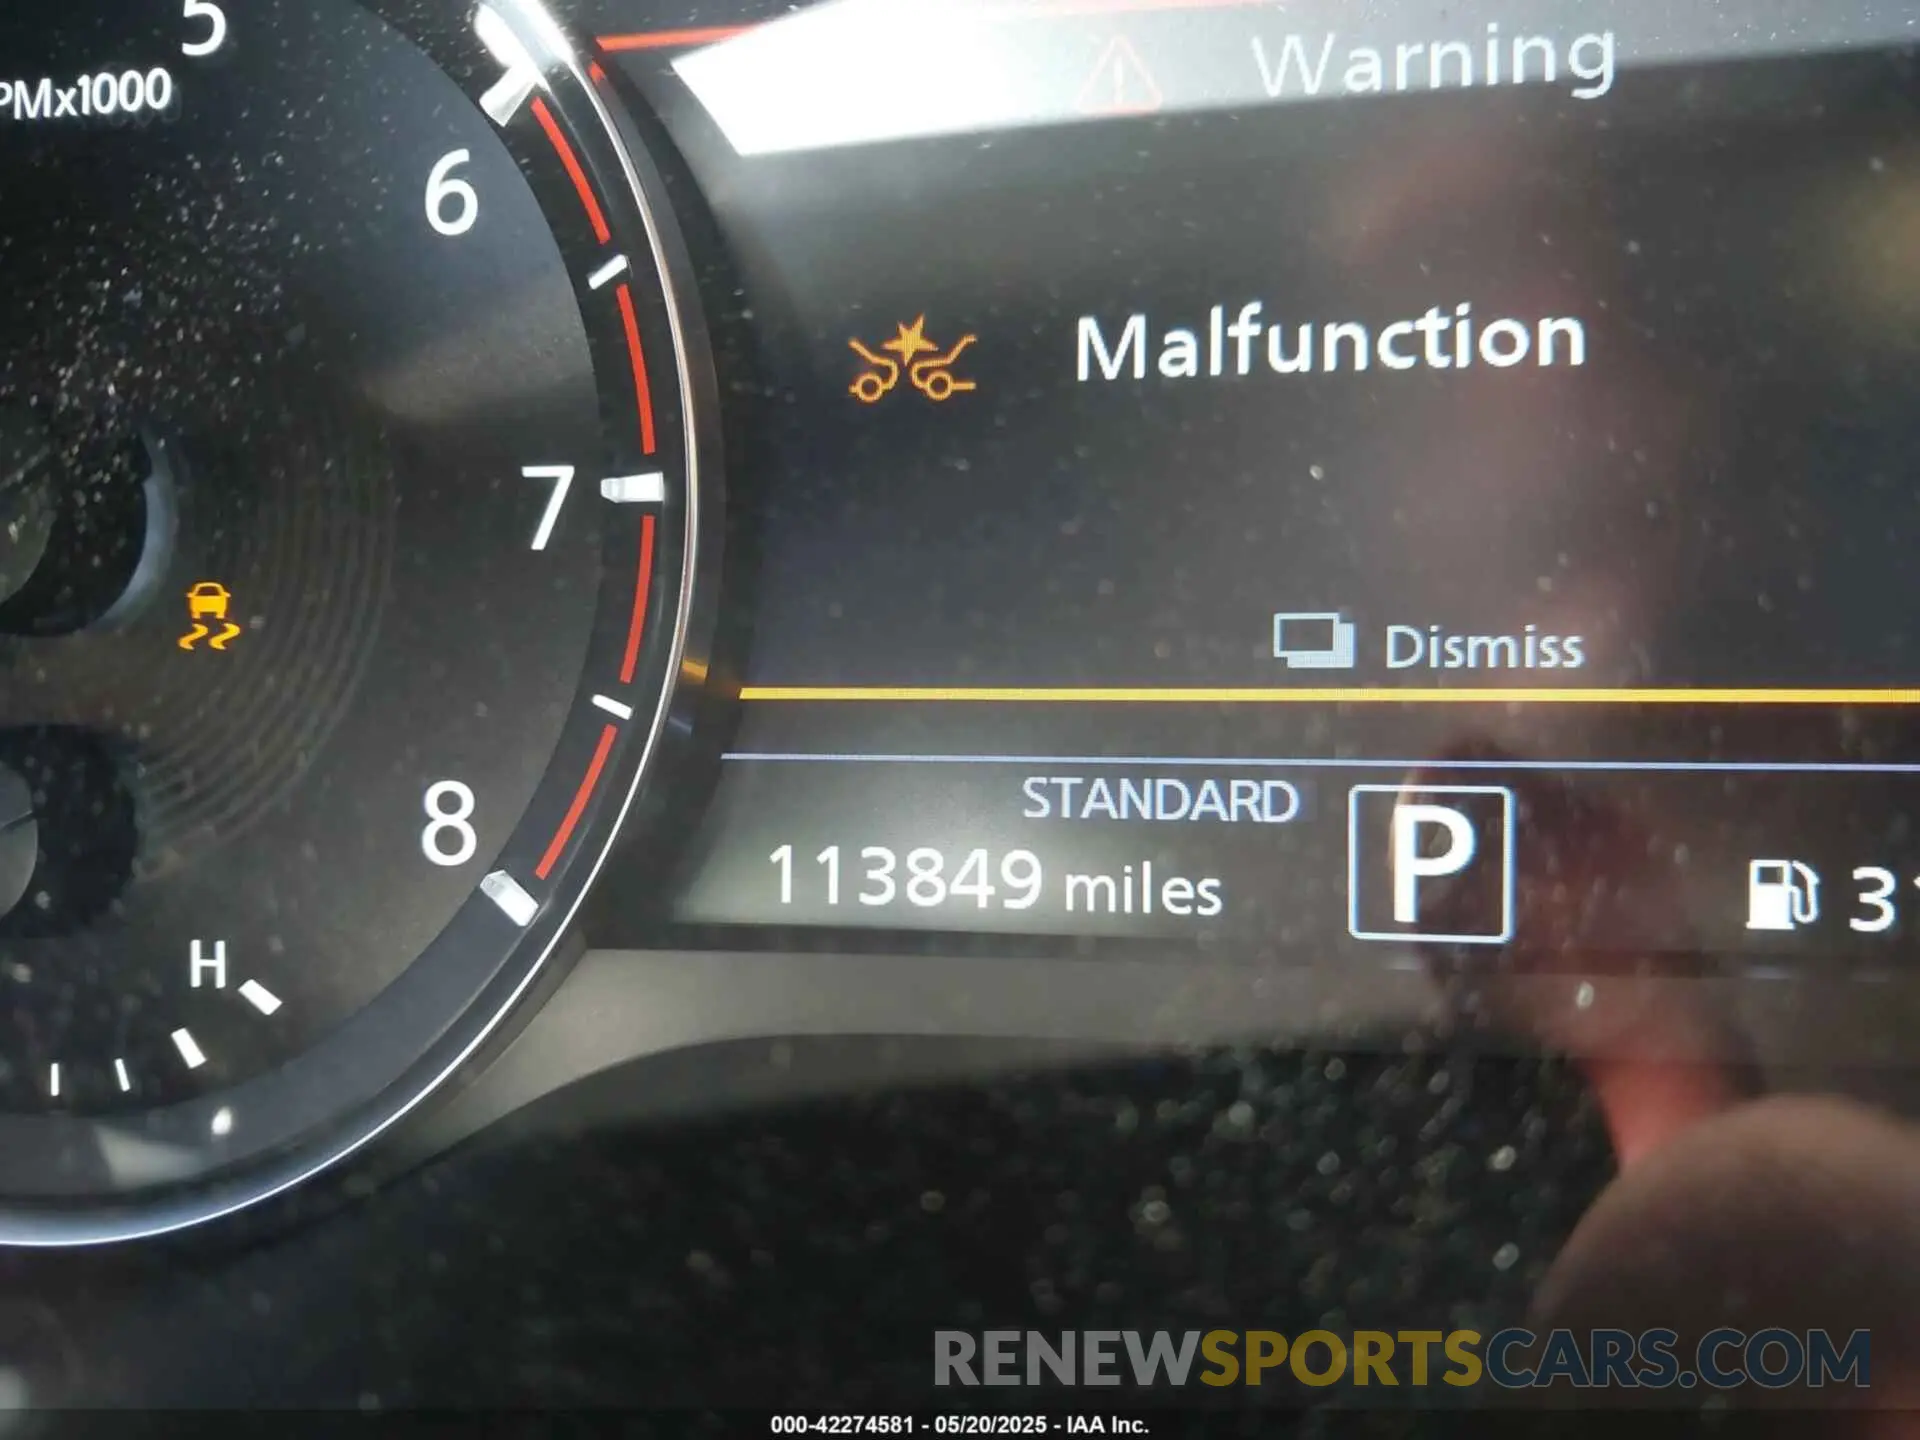 5
PMx1000
6
7
8
H
Warning
Malfunction
Dismiss
STANDARD
113849 miles
P
31
RENEWSPORTSCARS.COM
000-42274581 - 05/20/2025 - IAA Inc.